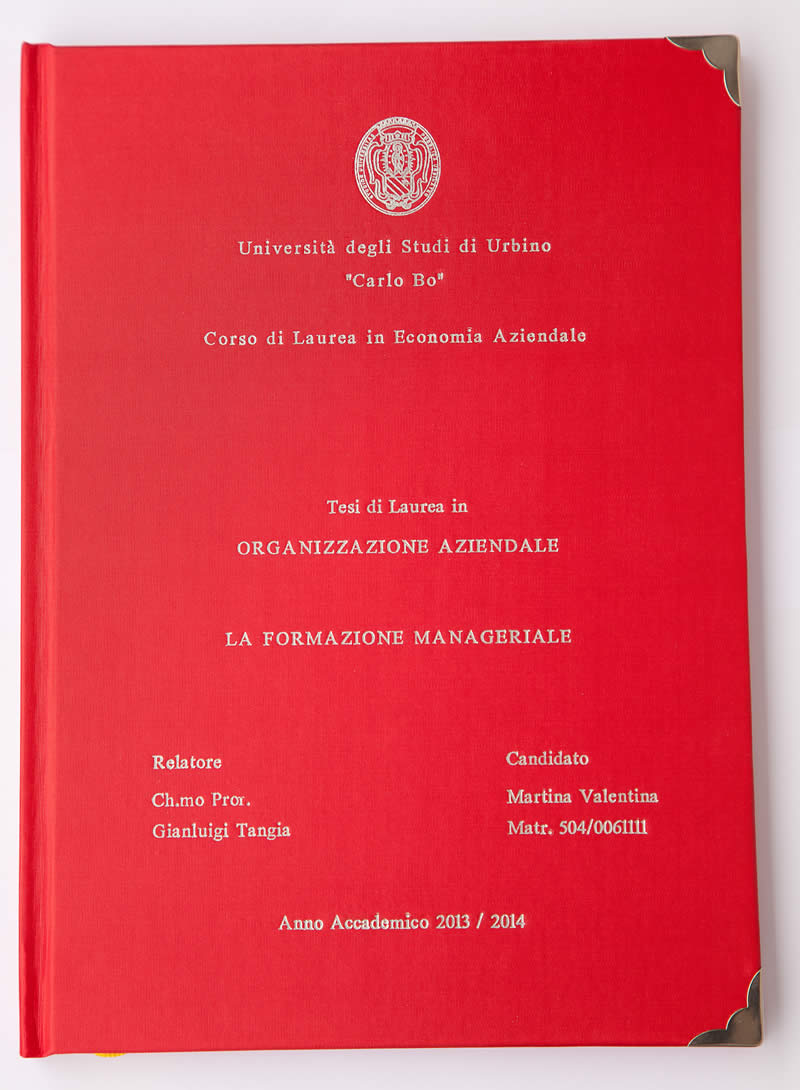 Università degli Studi di Urbino
"Carlo Bo"
Corso di Laurea in Economia Aziendale
Tesi di Laurea in
ORGANIZZAZIONE AZIENDALE
LA FORMAZIONE MANAGERIALE
Relatore
Ch.mo Pror.
Gianluigi Tangia
Candidato
Martina Valentina
Matr. 504/0061111
Anno Accademico 2013 / 2014